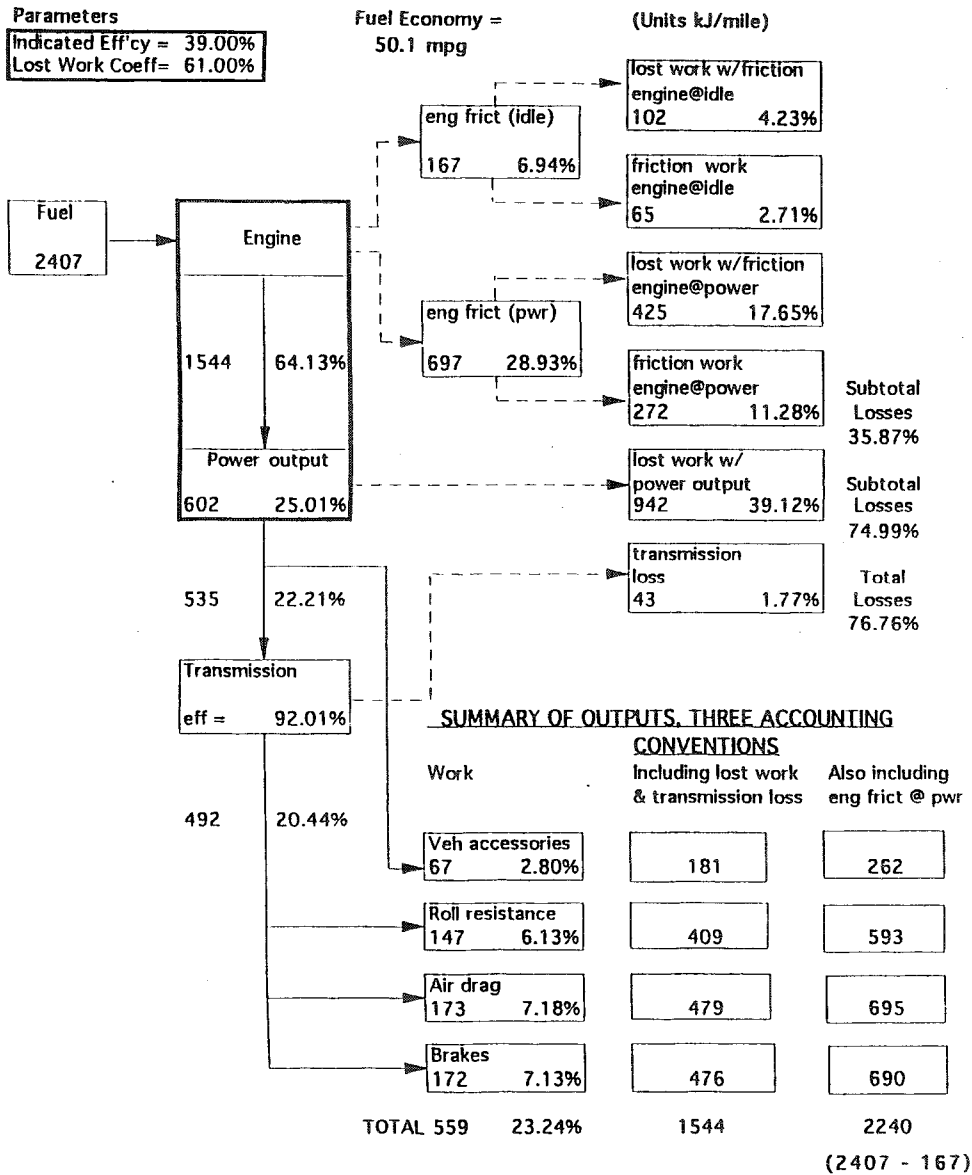 Parameters
Indicated Eff'cy = 39.00%
Lost Work Coeff= 61.00%
Fuel Economy =
50.1 mpg
(Units kJ/mile)
lost work w/friction
engine@idle
102 4.23%
eng frict (idle)
167 6.94%
friction work
engine@idle
65 2.71%
Fuel
2407
Engine
1544 64.13%
Power output
602 25.01%
lost work w/friction
engine@power
425 17.65%
eng frict (pwr)
697 28.93%
friction work
engine@power
272 11.28%
Subtotal
Losses
35.87%
lost work w/
power output
942 39.12%
Subtotal
Losses
74.99%
transmission
loss
43 1.77%
Total
Losses
76.76%
535 22.21%
Transmission
eff = 92.01%
492 20.44%
SUMMARY OF OUTPUTS, THREE ACCOUNTING
CONVENTIONS
Work
Including lost work
& transmission loss
Also including
eng frict @ pwr
Veh accessories
67 2.80% 181 262
Roll resistance
147 6.13% 409 593
Air drag
173 7.18% 479 695
Brakes
172 7.13% 476 690
TOTAL 559 23.24% 1544 2240
(2407 - 167)